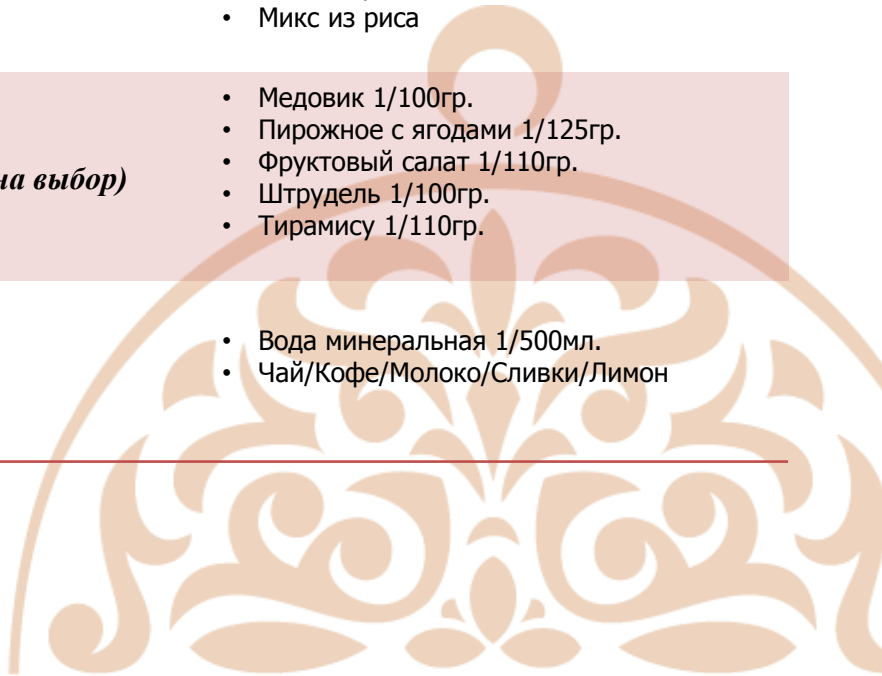 • Микс из риса
• Медовик 1/100гр.
• Пирожное с ягодами 1/125гр.
• Фруктовый салат 1/110гр.
на выбор)
• Штрудель 1/100гр.
• Тирамису 1/110гр.
• Вода минеральная 1/500мл.
• Чай/Кофе/Молоко/Сливки/Лимон